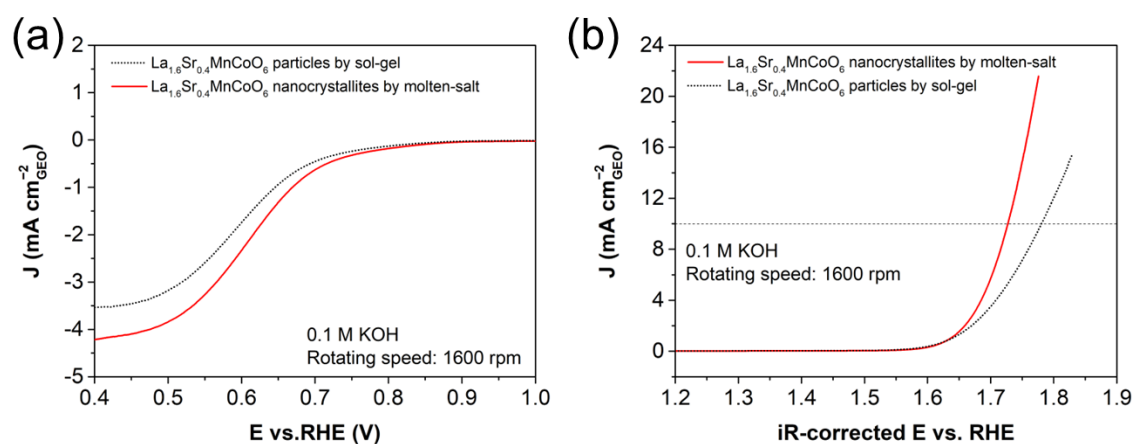 (a)
J (mA cm⁻²GEO)
2
1
0
-1
-2
-3
-4
-5
La1.6Sr0.4MnCoO6 particles by sol-gel
La1.6Sr0.4MnCoO6 nanocrystallites by molten-salt
0.1 M KOH
Rotating speed: 1600 rpm
0.4 0.5 0.6 0.7 0.8 0.9 1.0
E vs.RHE (V)
(b)
J (mA cm⁻²GEO)
24
20
16
12
8
4
0
La1.6Sr0.4MnCoO6 nanocrystallites by molten-salt
La1.6Sr0.4MnCoO6 particles by sol-gel
0.1 M KOH
Rotating speed: 1600 rpm
1.2 1.3 1.4 1.5 1.6 1.7 1.8 1.9
iR-corrected E vs. RHE